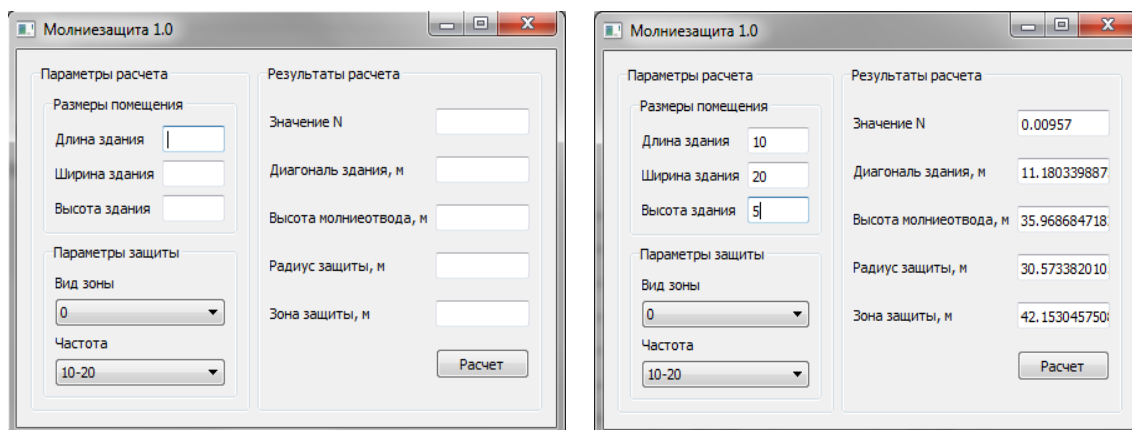 Молниезащита 1.0
Параметры расчета
Размеры помещения
Длина здания
Ширина здания
Высота здания
Параметры защиты
Вид зоны
0
Частота
10-20
Результаты расчета
Значение N
Диагональ здания, м
Высота молниеотвода, м
Радиус защиты, м
Зона защиты, м
Расчет
Молниезащита 1.0
Параметры расчета
Размеры помещения
Длина здания 10
Ширина здания 20
Высота здания 5
Параметры защиты
Вид зоны
0
Частота
10-20
Результаты расчета
Значение N 0.00957
Диагональ здания, м 11.180339887
Высота молниеотвода, м 35.968684718
Радиус защиты, м 30.573382010
Зона защиты, м 42.153045750
Расчет